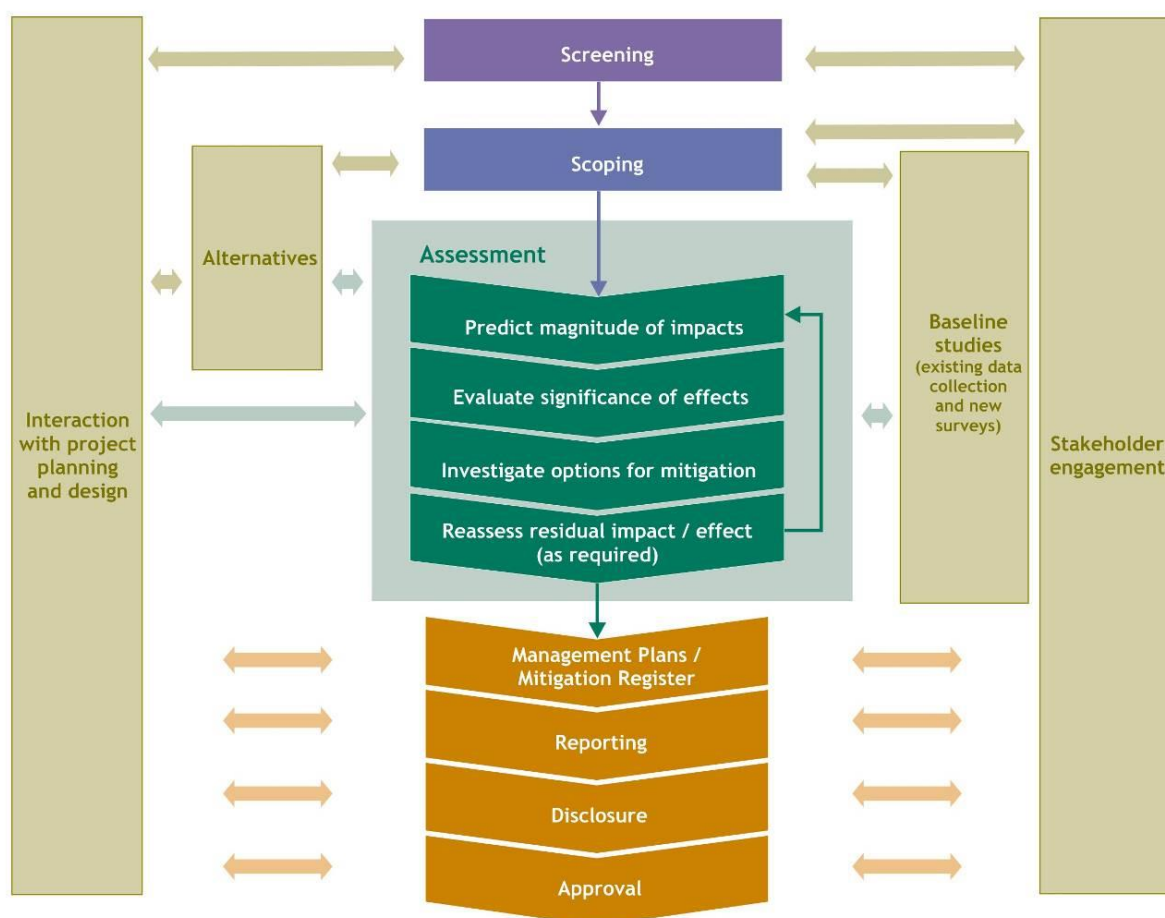 Screening
Scoping
Alternatives
Assessment
Predict magnitude of impacts
Evaluate significance of effects
Investigate options for mitigation
Reassess residual impact / effect
(as required)
Baseline
studies
(existing data
collection
and new
surveys)
Interaction
with project
planning
and design
Stakeholder
engagement
Management Plans /
Mitigation Register
Reporting
Disclosure
Approval